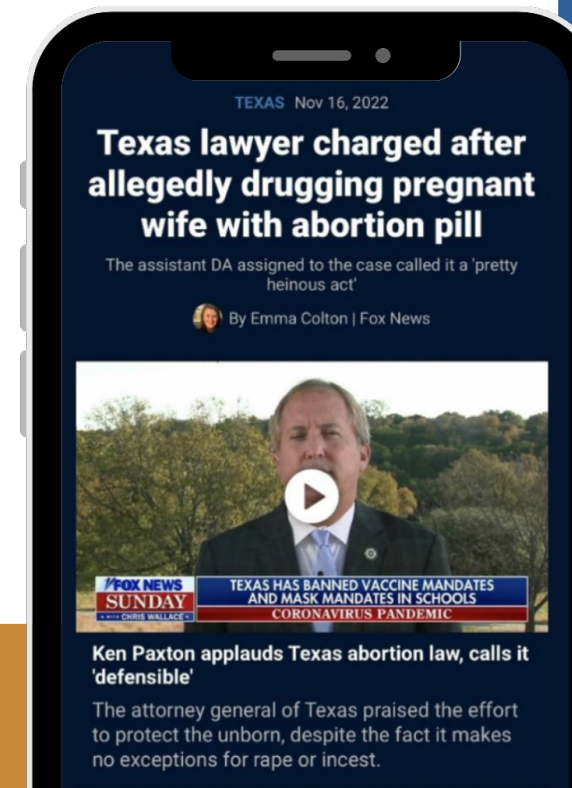 TEXAS Nov 16, 2022
Texas lawyer charged after
allegedly drugging pregnant
wife with abortion pill
The assistant DA assigned to the case called it a 'pretty
heinous act'
By Emma Colton | Fox News
FOX NEWS
SUNDAY
WITH CHRIS WALLACE
TEXAS HAS BANNED VACCINE MANDATES
AND MASK MANDATES IN SCHOOLS
CORONAVIRUS PANDEMIC
Ken Paxton applauds Texas abortion law, calls it
'defensible'
The attorney general of Texas praised the effort
to protect the unborn, despite the fact it makes
no exceptions for rape or incest.